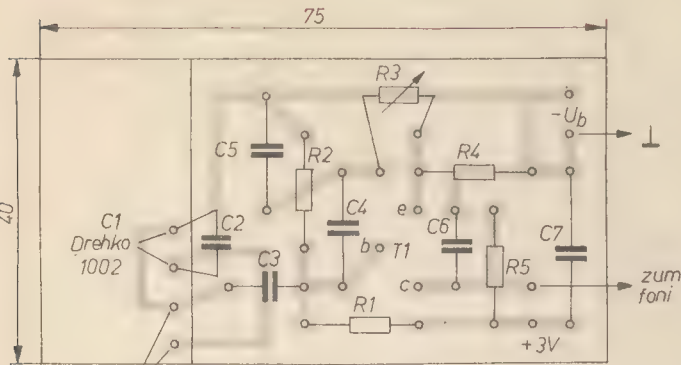 75
40
R3
-Ub
⊥
C5
R2
R4
C1
Drehko
1002
C2
C4
e
C6
C7
b
T1
C3
c
R5
zum
foni
R1
+3V